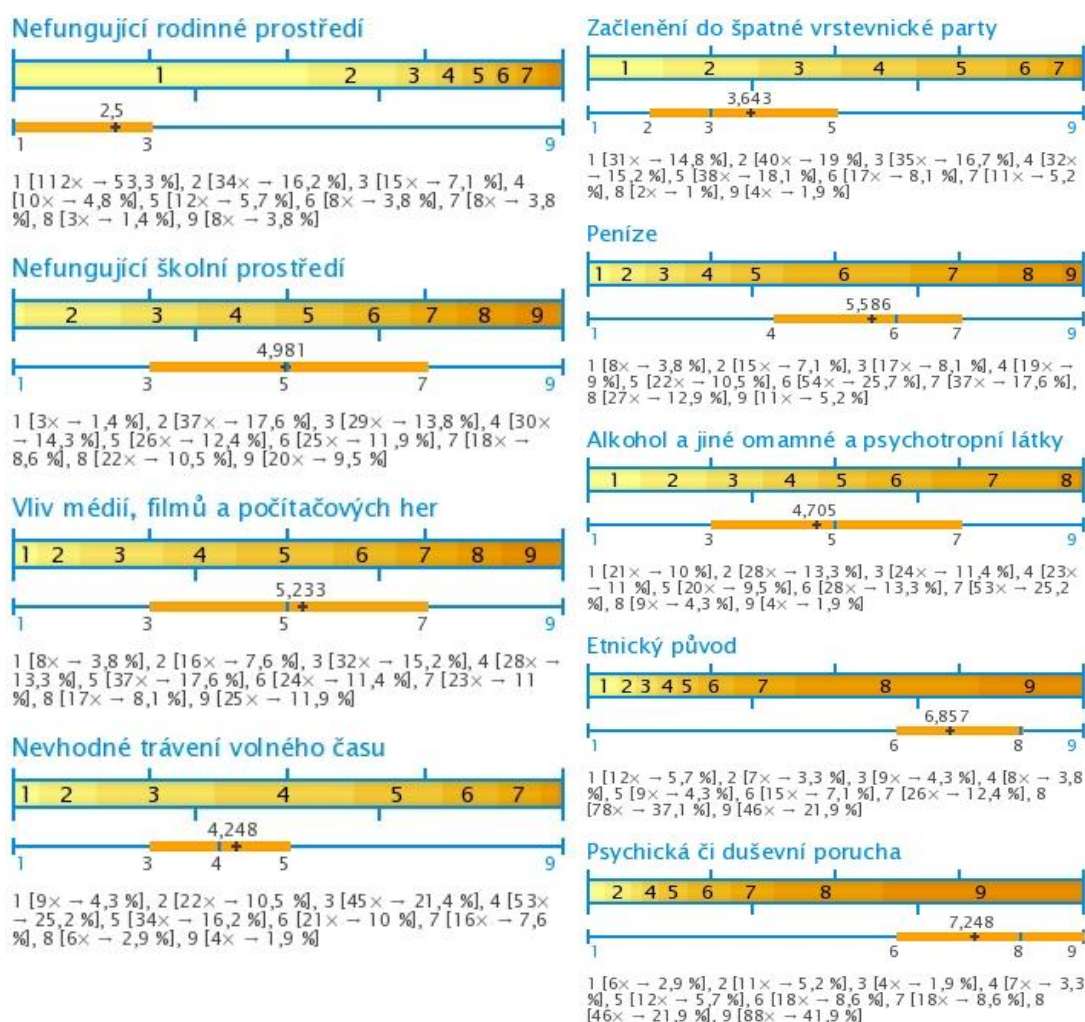 Nefungující rodinné prostředí
1 2 3 4 5 6 7
2,5
1 3 9
1 [112× → 53,3 %], 2 [34× → 16,2 %], 3 [15× → 7,1 %], 4
[10× → 4,8 %], 5 [12× → 5,7 %], 6 [8× → 3,8 %], 7 [8× → 3,8
%], 8 [3× → 1,4 %], 9 [8× → 3,8 %]
Nefungující školní prostředí
2 3 4 5 6 7 8 9
4,981
1 3 5 7 9
1 [3× → 1,4 %], 2 [37× → 17,6 %], 3 [29× → 13,8 %], 4 [30×
→ 14,3 %], 5 [26× → 12,4 %], 6 [25× → 11,9 %], 7 [18× →
8,6 %], 8 [22× → 10,5 %], 9 [20× → 9,5 %]
Vliv médií, filmů a počítačových her
1 2 3 4 5 6 7 8 9
5,233
1 3 5 7 9
1 [8× → 3,8 %], 2 [16× → 7,6 %], 3 [32× → 15,2 %], 4 [28× →
13,3 %], 5 [37× → 17,6 %], 6 [24× → 11,4 %], 7 [23× → 11
%], 8 [17× → 8,1 %], 9 [25× → 11,9 %]
Nevhodné trávení volného času
1 2 3 4 5 6 7
4,248
1 3 4 5 9
1 [9× → 4,3 %], 2 [22× → 10,5 %], 3 [45× → 21,4 %], 4 [53×
→ 25,2 %], 5 [34× → 16,2 %], 6 [21× → 10 %], 7 [16× → 7,6
%], 8 [6× → 2,9 %], 9 [4× → 1,9 %]
Začlenění do špatné vrstevnické party
1 2 3 4 5 6 7
3,643
1 2 3 5 9
1 [31× → 14,8 %], 2 [40× → 19 %], 3 [35× → 16,7 %], 4 [32×
→ 15,2 %], 5 [38× → 18,1 %], 6 [17× → 8,1 %], 7 [11× → 5,2
%], 8 [2× → 1 %], 9 [4× → 1,9 %]
Peníze
1 2 3 4 5 6 7 8 9
5,586
1 4 6 7 9
1 [8× → 3,8 %], 2 [15× → 7,1 %], 3 [17× → 8,1 %], 4 [19× →
9 %], 5 [22× → 10,5 %], 6 [54× → 25,7 %], 7 [37× → 17,6 %],
8 [27× → 12,9 %], 9 [11× → 5,2 %]
Alkohol a jiné omamné a psychotropní látky
1 2 3 4 5 6 7 8
4,705
1 3 5 7 9
1 [21× → 10 %], 2 [28× → 13,3 %], 3 [24× → 11,4 %], 4 [23×
→ 11 %], 5 [20× → 9,5 %], 6 [28× → 13,3 %], 7 [53× → 25,2
%], 8 [9× → 4,3 %], 9 [4× → 1,9 %]
Etnický původ
1 2 3 4 5 6 7 8 9
6,857
1 6 8 9
1 [12× → 5,7 %], 2 [7× → 3,3 %], 3 [9× → 4,3 %], 4 [8× → 3,8
%], 5 [9× → 4,3 %], 6 [15× → 7,1 %], 7 [26× → 12,4 %], 8
[78× → 37,1 %], 9 [46× → 21,9 %]
Psychická či duševní porucha
2 4 5 6 7 8 9
7,248
1 6 8 9
1 [6× → 2,9 %], 2 [11× → 5,2 %], 3 [4× → 1,9 %], 4 [7× → 3,3
%], 5 [12× → 5,7 %], 6 [18× → 8,6 %], 7 [18× → 8,6 %], 8
[46× → 21,9 %], 9 [88× → 41,9 %]